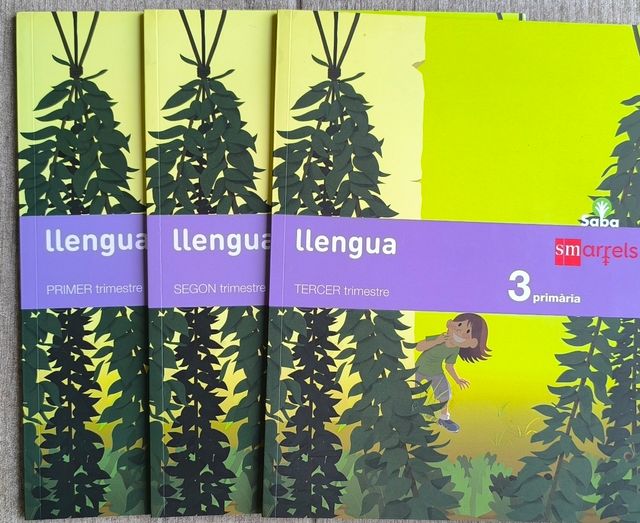 llengua
PRIMER trimestre
llengua
SEGON trimestre
llengua
TERCER trimestre
3 primària
Saba
sm arrels